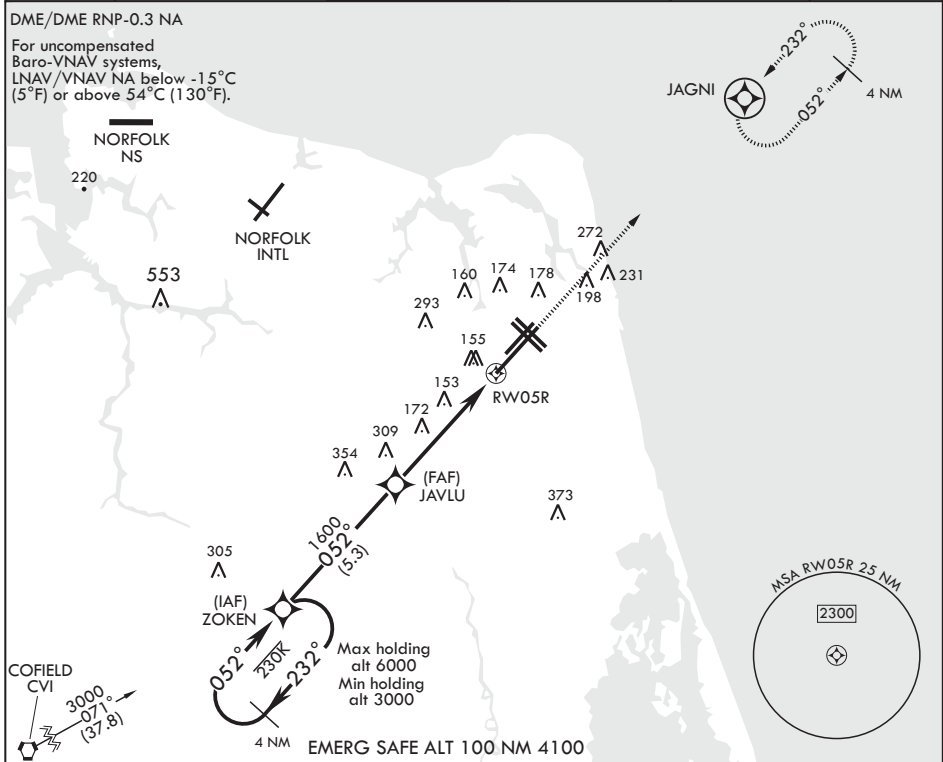 DME/DME RNP-0.3 NA
For uncompensated
Baro-VNAV systems,
LNAV/VNAV NA below -15°C
(5°F) or above 54°C (130°F).
NORFOLK
NS
220
NORFOLK
INTL
553
JAGNI
232°
052°
4 NM
272
231
198
160
174
178
293
155
RW05R
153
172
309
354
(FAF)
JAVLU
373
1600
052°
(5.3)
305
(IAF)
ZOKEN
052°
230K
232°
4 NM
Max holding
alt 6000
Min holding
alt 3000
COFIELD
CVI
3000
071°
(37.8)
MSA RW05R 25 NM
2300
EMERG SAFE ALT 100 NM 4100